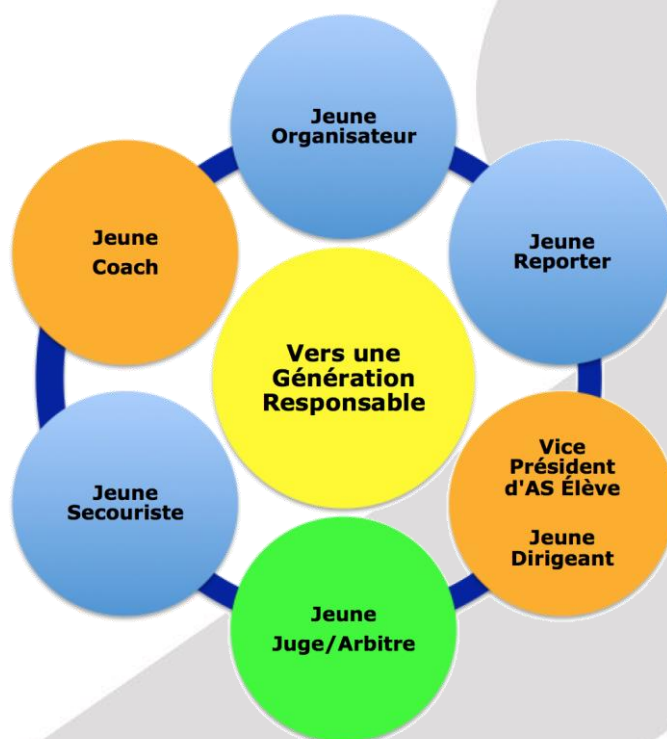 Jeune
Organisateur
Jeune
Reporter
Jeune
Coach
Vers une
Génération
Responsable
Vice
Président
d'AS Élève
Jeune
Dirigeant
Jeune
Secouriste
Jeune
Juge/Arbitre